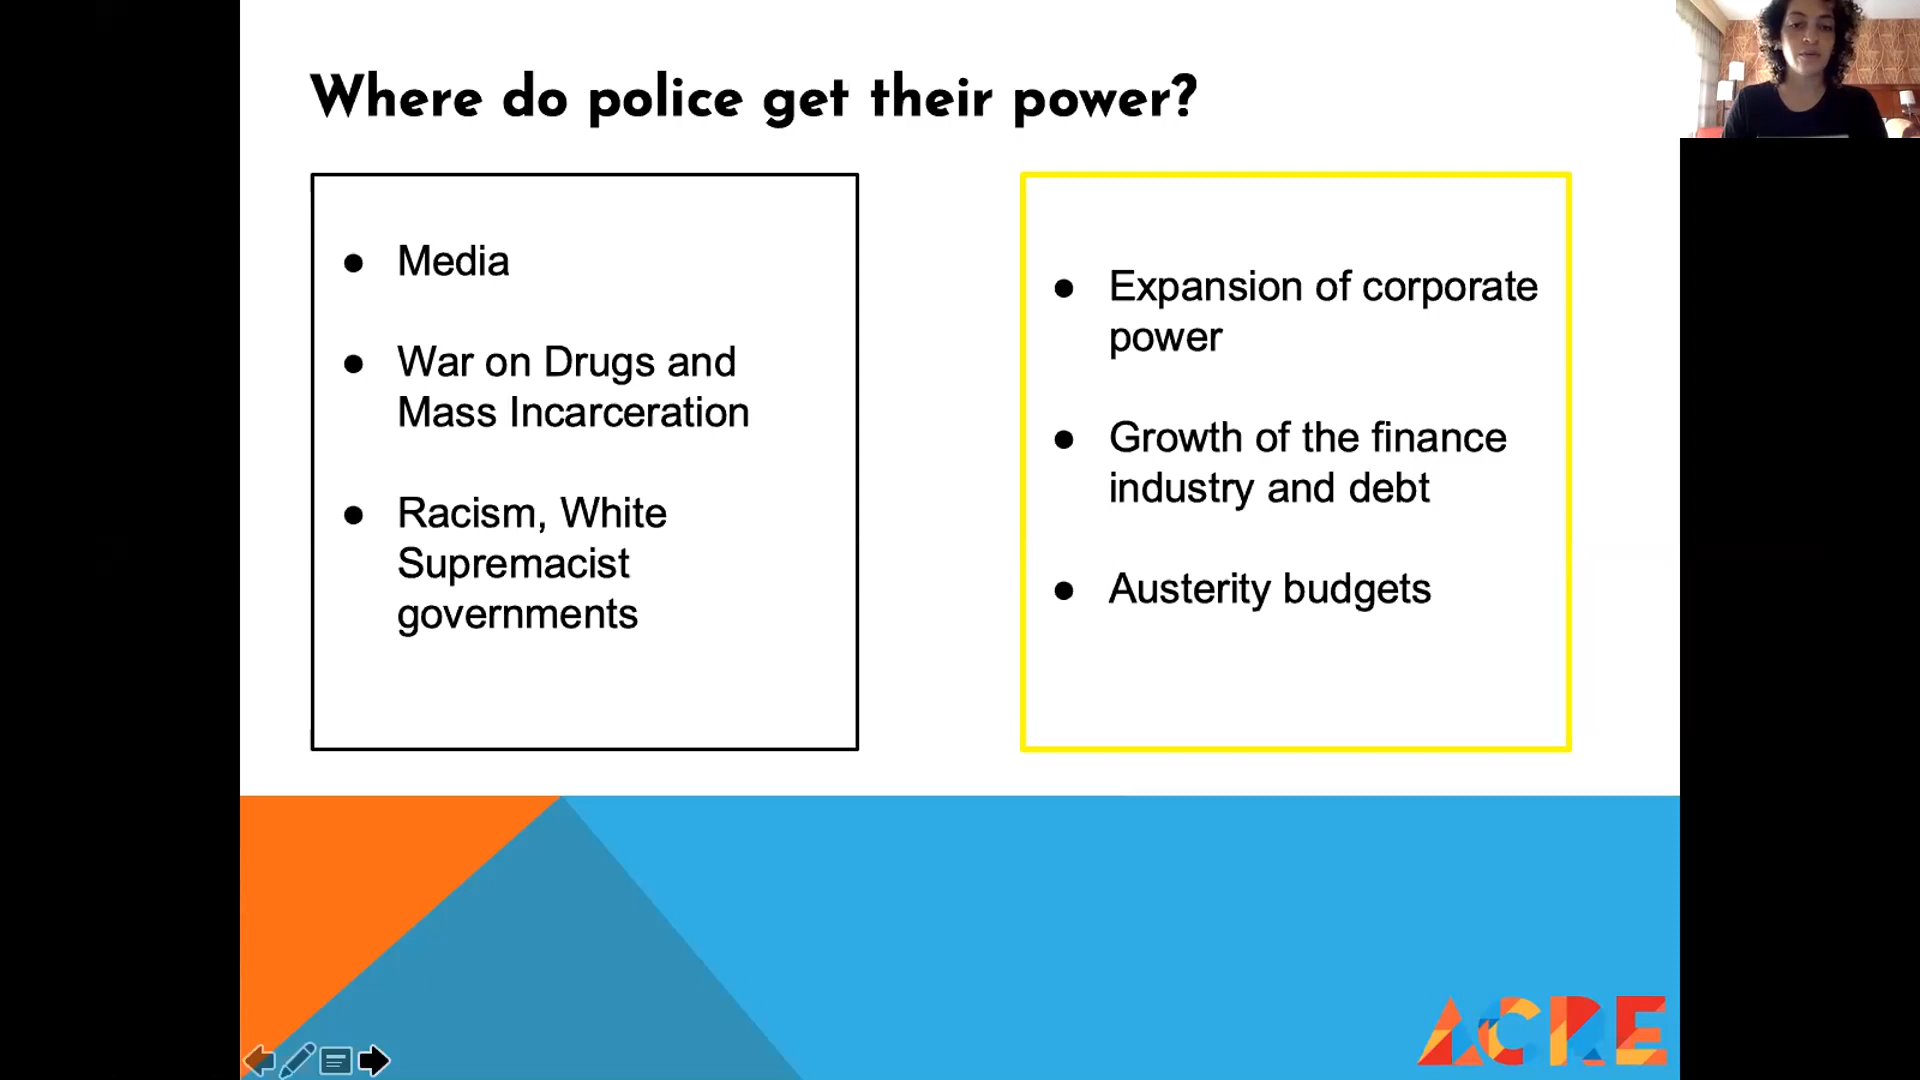 Where do police get their power?
● Media
● War on Drugs and
Mass Incarceration
● Racism, White
Supremacist
governments
● Expansion of corporate
power
● Growth of the finance
industry and debt
● Austerity budgets
ACRE